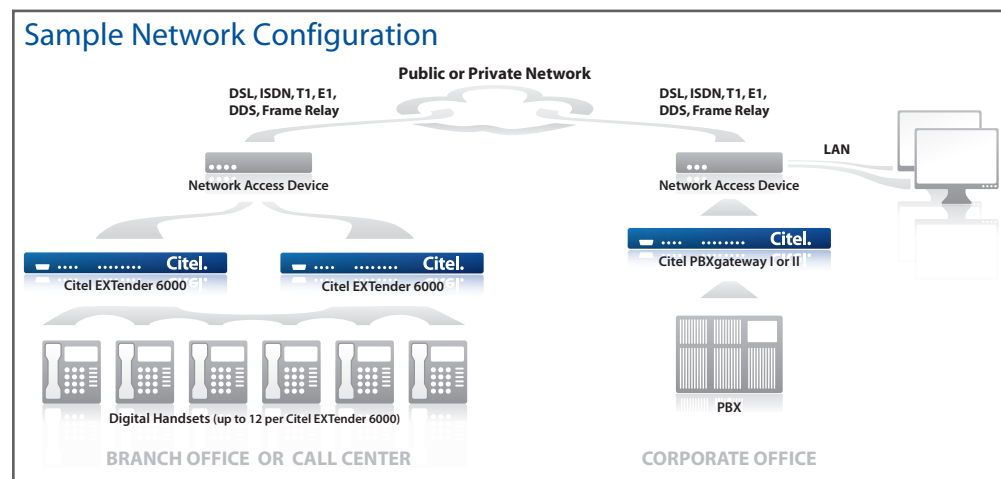 Sample Network Configuration
Public or Private Network
DSL, ISDN, T1, E1,
DDS, Frame Relay
DSL, ISDN, T1, E1,
DDS, Frame Relay
LAN
Network Access Device
Network Access Device
Citel.
Citel.
Citel.
Citel EXTender 6000
Citel EXTender 6000
Citel PBXgateway I or II
PBX
Digital Handsets (up to 12 per Citel EXTender 6000)
BRANCH OFFICE OR CALL CENTER
CORPORATE OFFICE